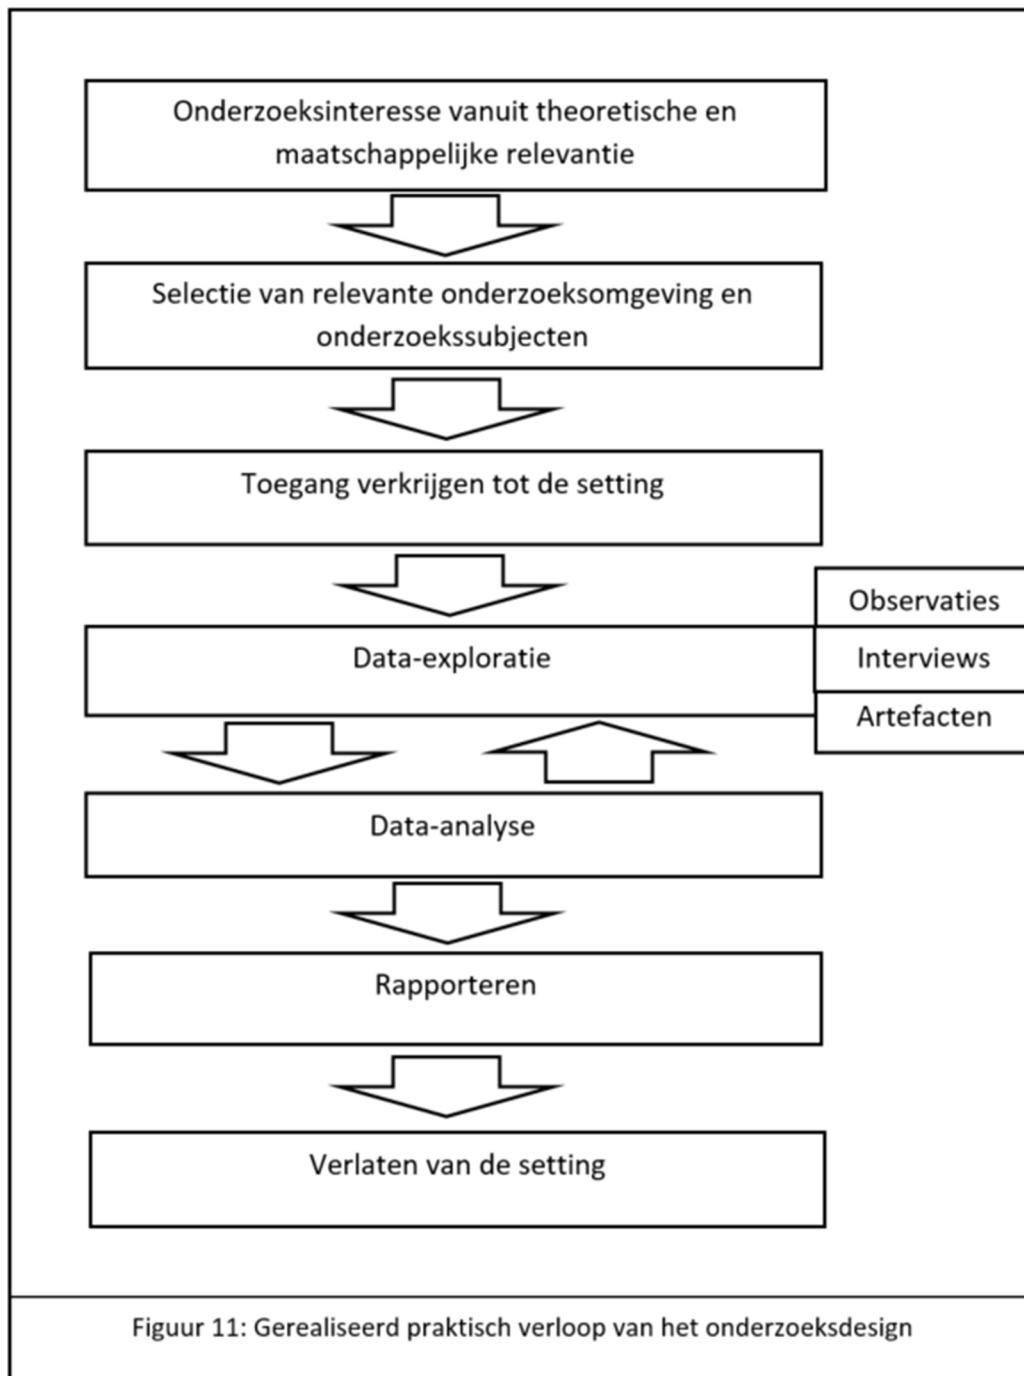 Onderzoeksinteresse vanuit theoretische en
maatschappelijke relevantie
Selectie van relevante onderzoeksomgeving en
onderzoekssubjecten
Toegang verkrijgen tot de setting
Observaties
Data-exploratie
Interviews
Artefacten
Data-analyse
Rapporteren
Verlaten van de setting
Figuur 11: Gerealiseerd praktisch verloop van het onderzoeksdesign